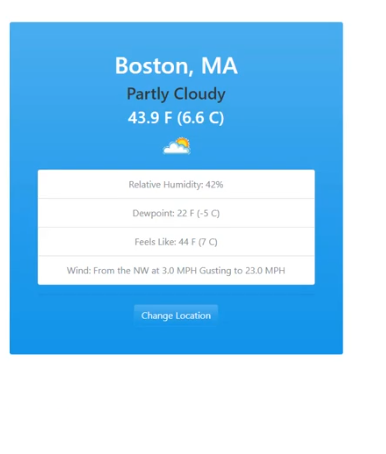 Boston, MA
Partly Cloudy
43.9 F (6.6 C)
Relative Humidity: 42%
Dewpoint: 22 F (-5 C)
Feels Like: 44 F (7 C)
Wind: From the NW at 3.0 MPH Gusting to 23.0 MPH
Change Location